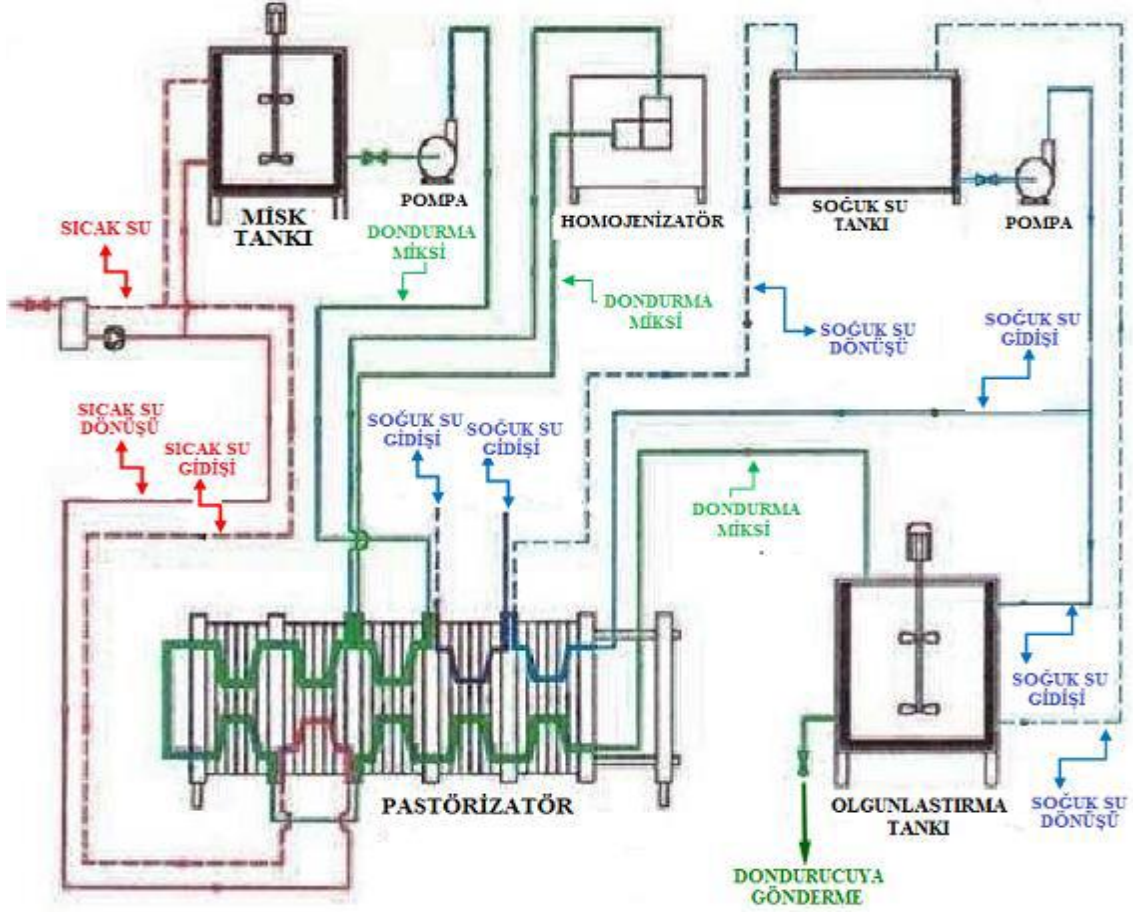 MİSK
TANKI
POMPA
HOMOJENİZATÖR
SOĞUK SU
TANKI
POMPA
SICAK SU
DONDURMA
MİKSİ
DONDURMA
MİKSİ
SOĞUK SU
DÖNÜŞÜ
SOĞUK SU
GİDİŞİ
SICAK SU
DÖNÜŞÜ
SICAK SU
GİDİŞİ
SOĞUK SU
GİDİŞİ
SOĞUK SU
GİDİŞİ
DONDURMA
MİKSİ
SOĞUK SU
GİDİŞİ
PASTÖRİZATÖR
OLGUNLASTIRMA
TANKI
SOĞUK SU
DÖNÜŞÜ
DONDURUCUYA
GÖNDERME